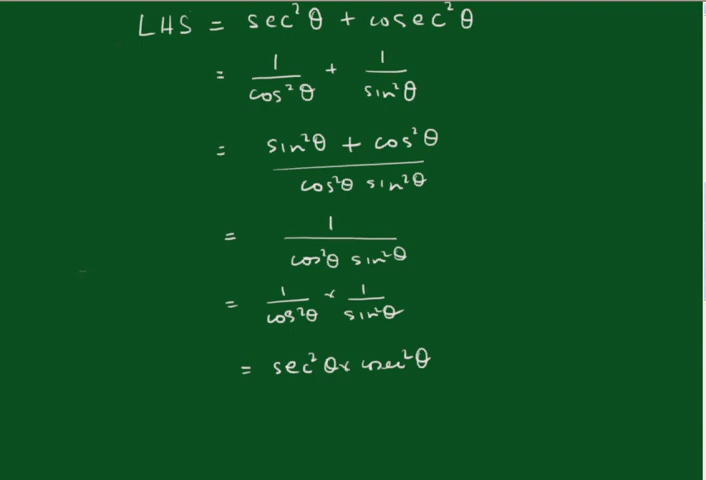 LHS = sec²θ + cosec²θ
= 1/cos²θ + 1/sin²θ
= (sin²θ + cos²θ)/(cos²θ sin²θ)
= 1/(cos²θ sin²θ)
= 1/cos²θ × 1/sin²θ
= sec²θ × cosec²θ